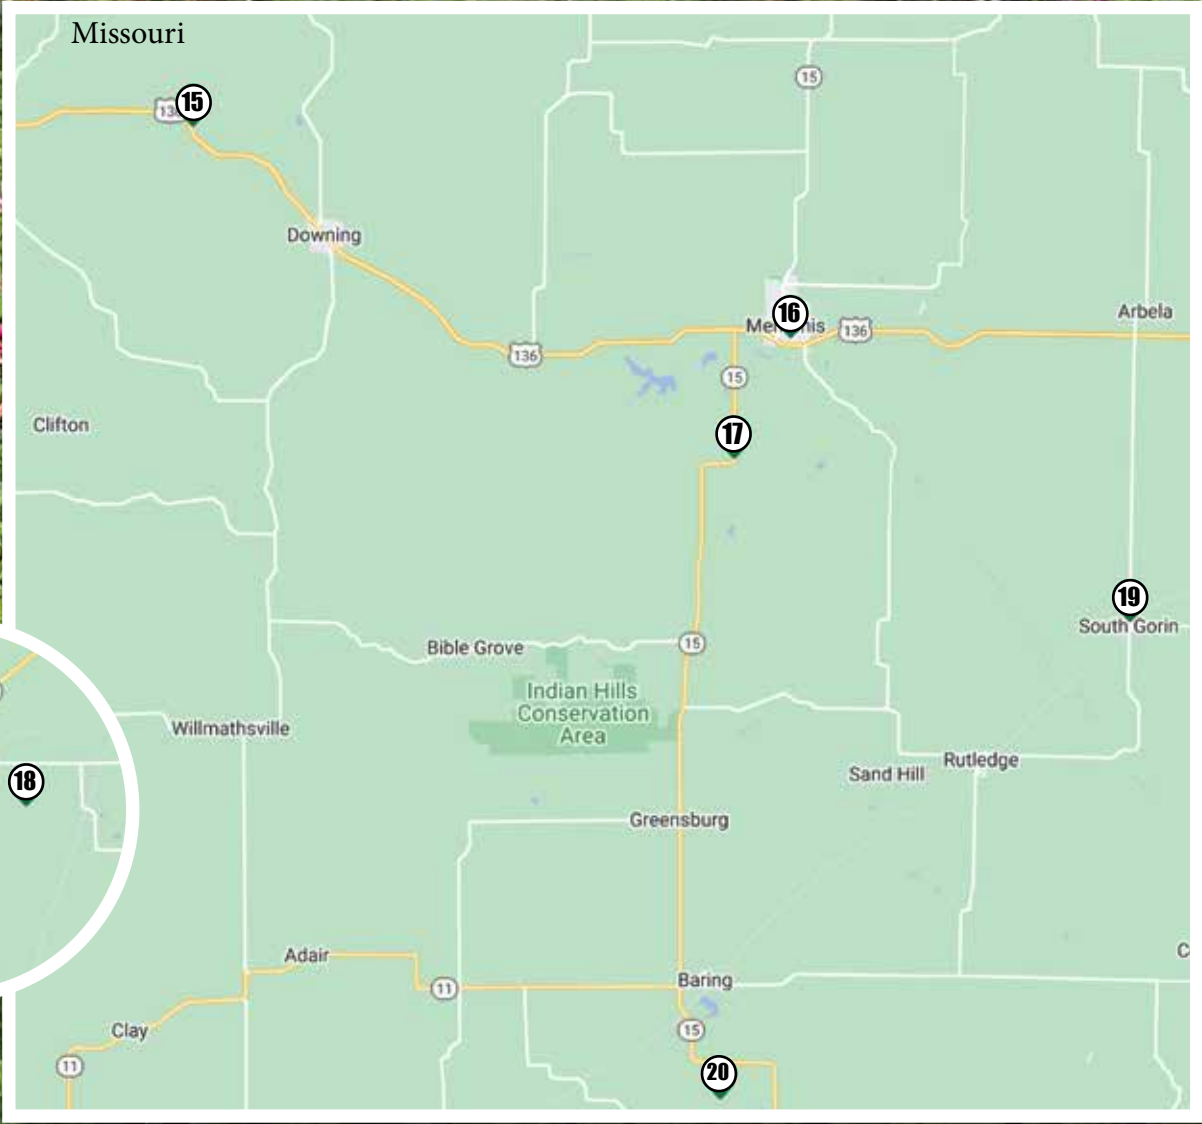 Missouri
15
13
15
Downing
16
Memphis
136
Arbela
136
15
Clifton
17
19
South Gorin
Bible Grove
15
Indian Hills
Conservation
Area
Willmathsville
18
Sand Hill
Rutledge
Greensburg
Adair
11
Baring
C
Clay
15
11
20